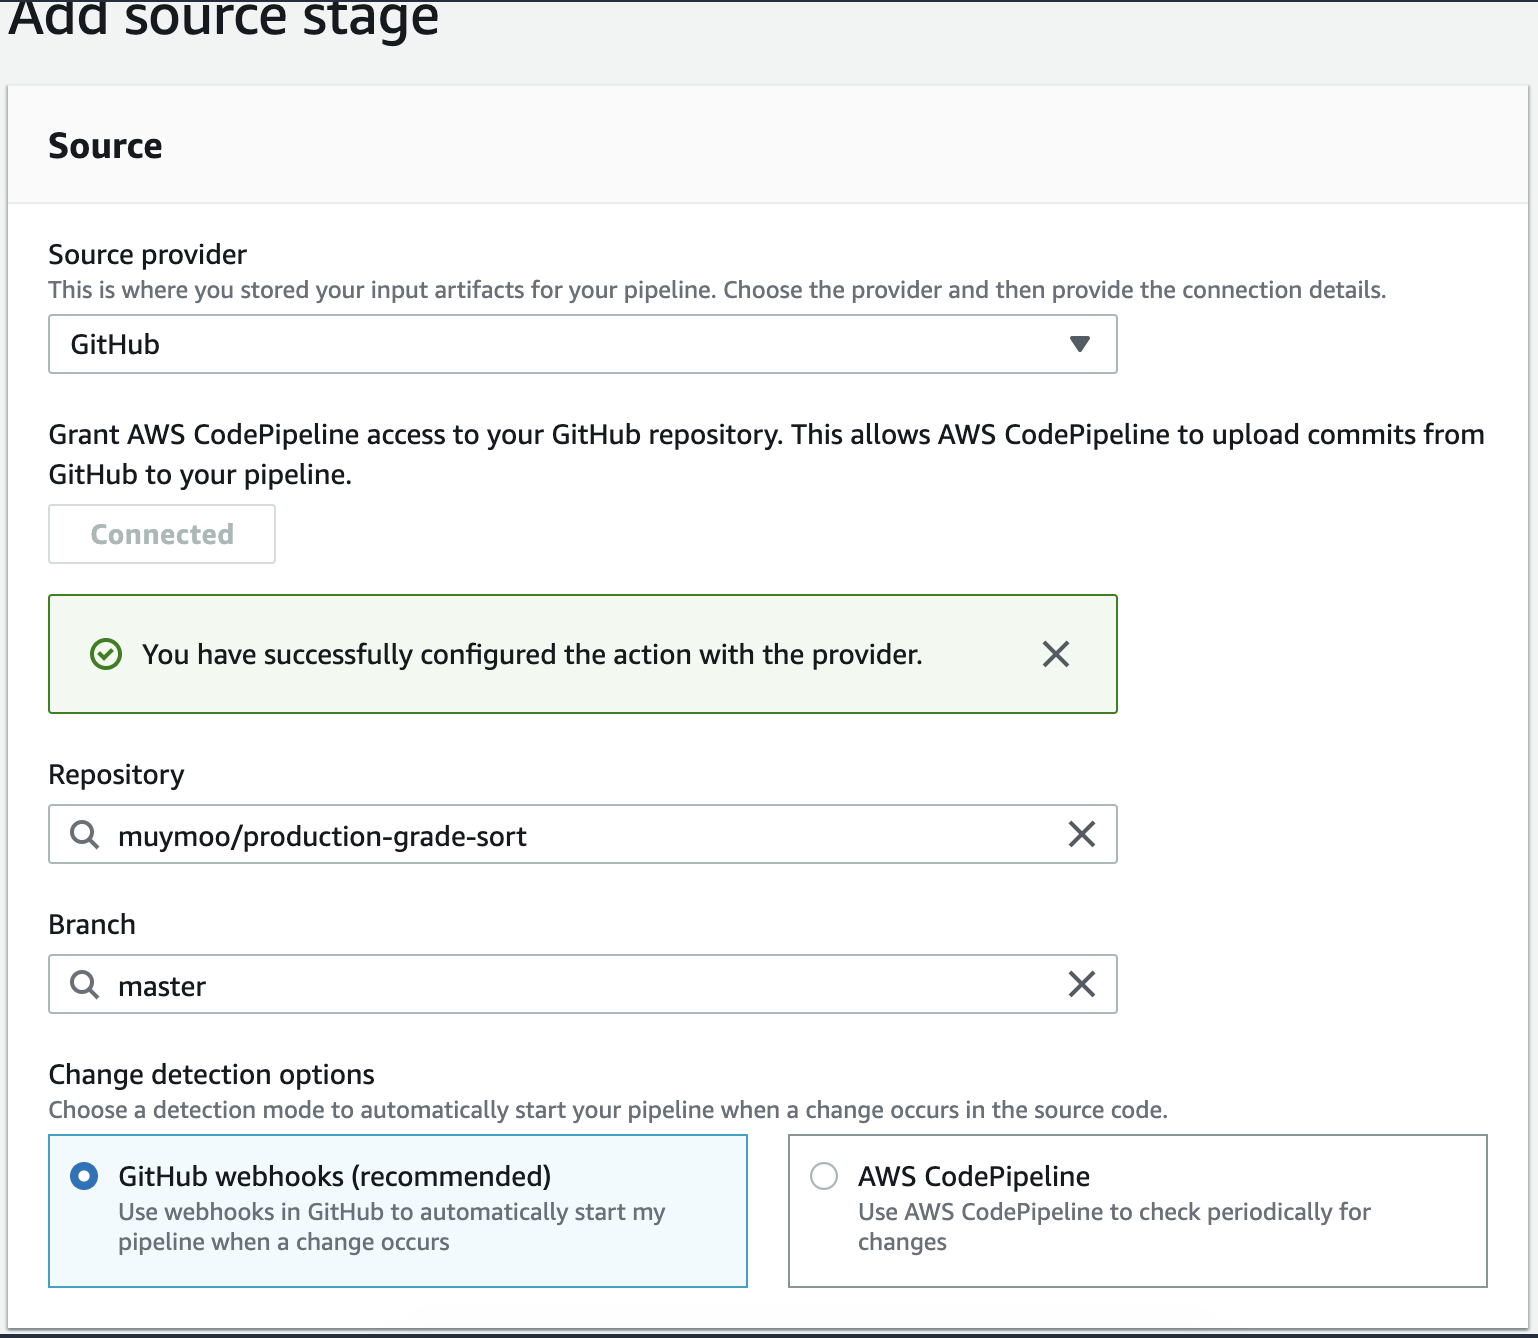 Add source stage
Source
Source provider
This is where you stored your input artifacts for your pipeline. Choose the provider and then provide the connection details.
GitHub
Grant AWS CodePipeline access to your GitHub repository. This allows AWS CodePipeline to upload commits from
GitHub to your pipeline.
Connected
You have successfully configured the action with the provider.
Repository
muymoo/production-grade-sort
Branch
master
Change detection options
Choose a detection mode to automatically start your pipeline when a change occurs in the source code.
GitHub webhooks (recommended)
Use webhooks in GitHub to automatically start my
pipeline when a change occurs
AWS CodePipeline
Use AWS CodePipeline to check periodically for
changes